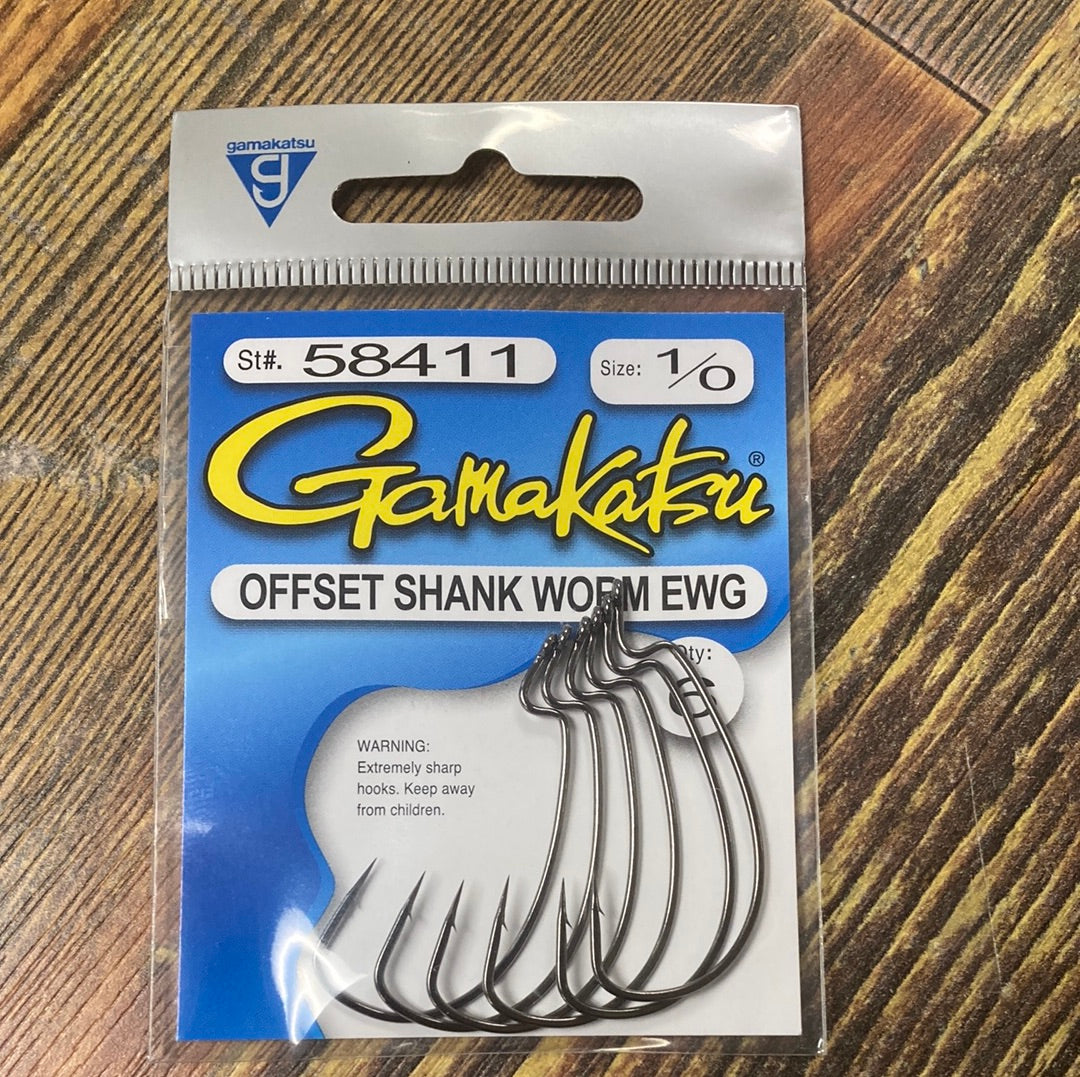 gamakatsu
g
St#. 58411
Size: 1/0
Gamakatsu®
OFFSET SHANK WORM EWG
Qty:
6
WARNING:
Extremely sharp
hooks. Keep away
from children.